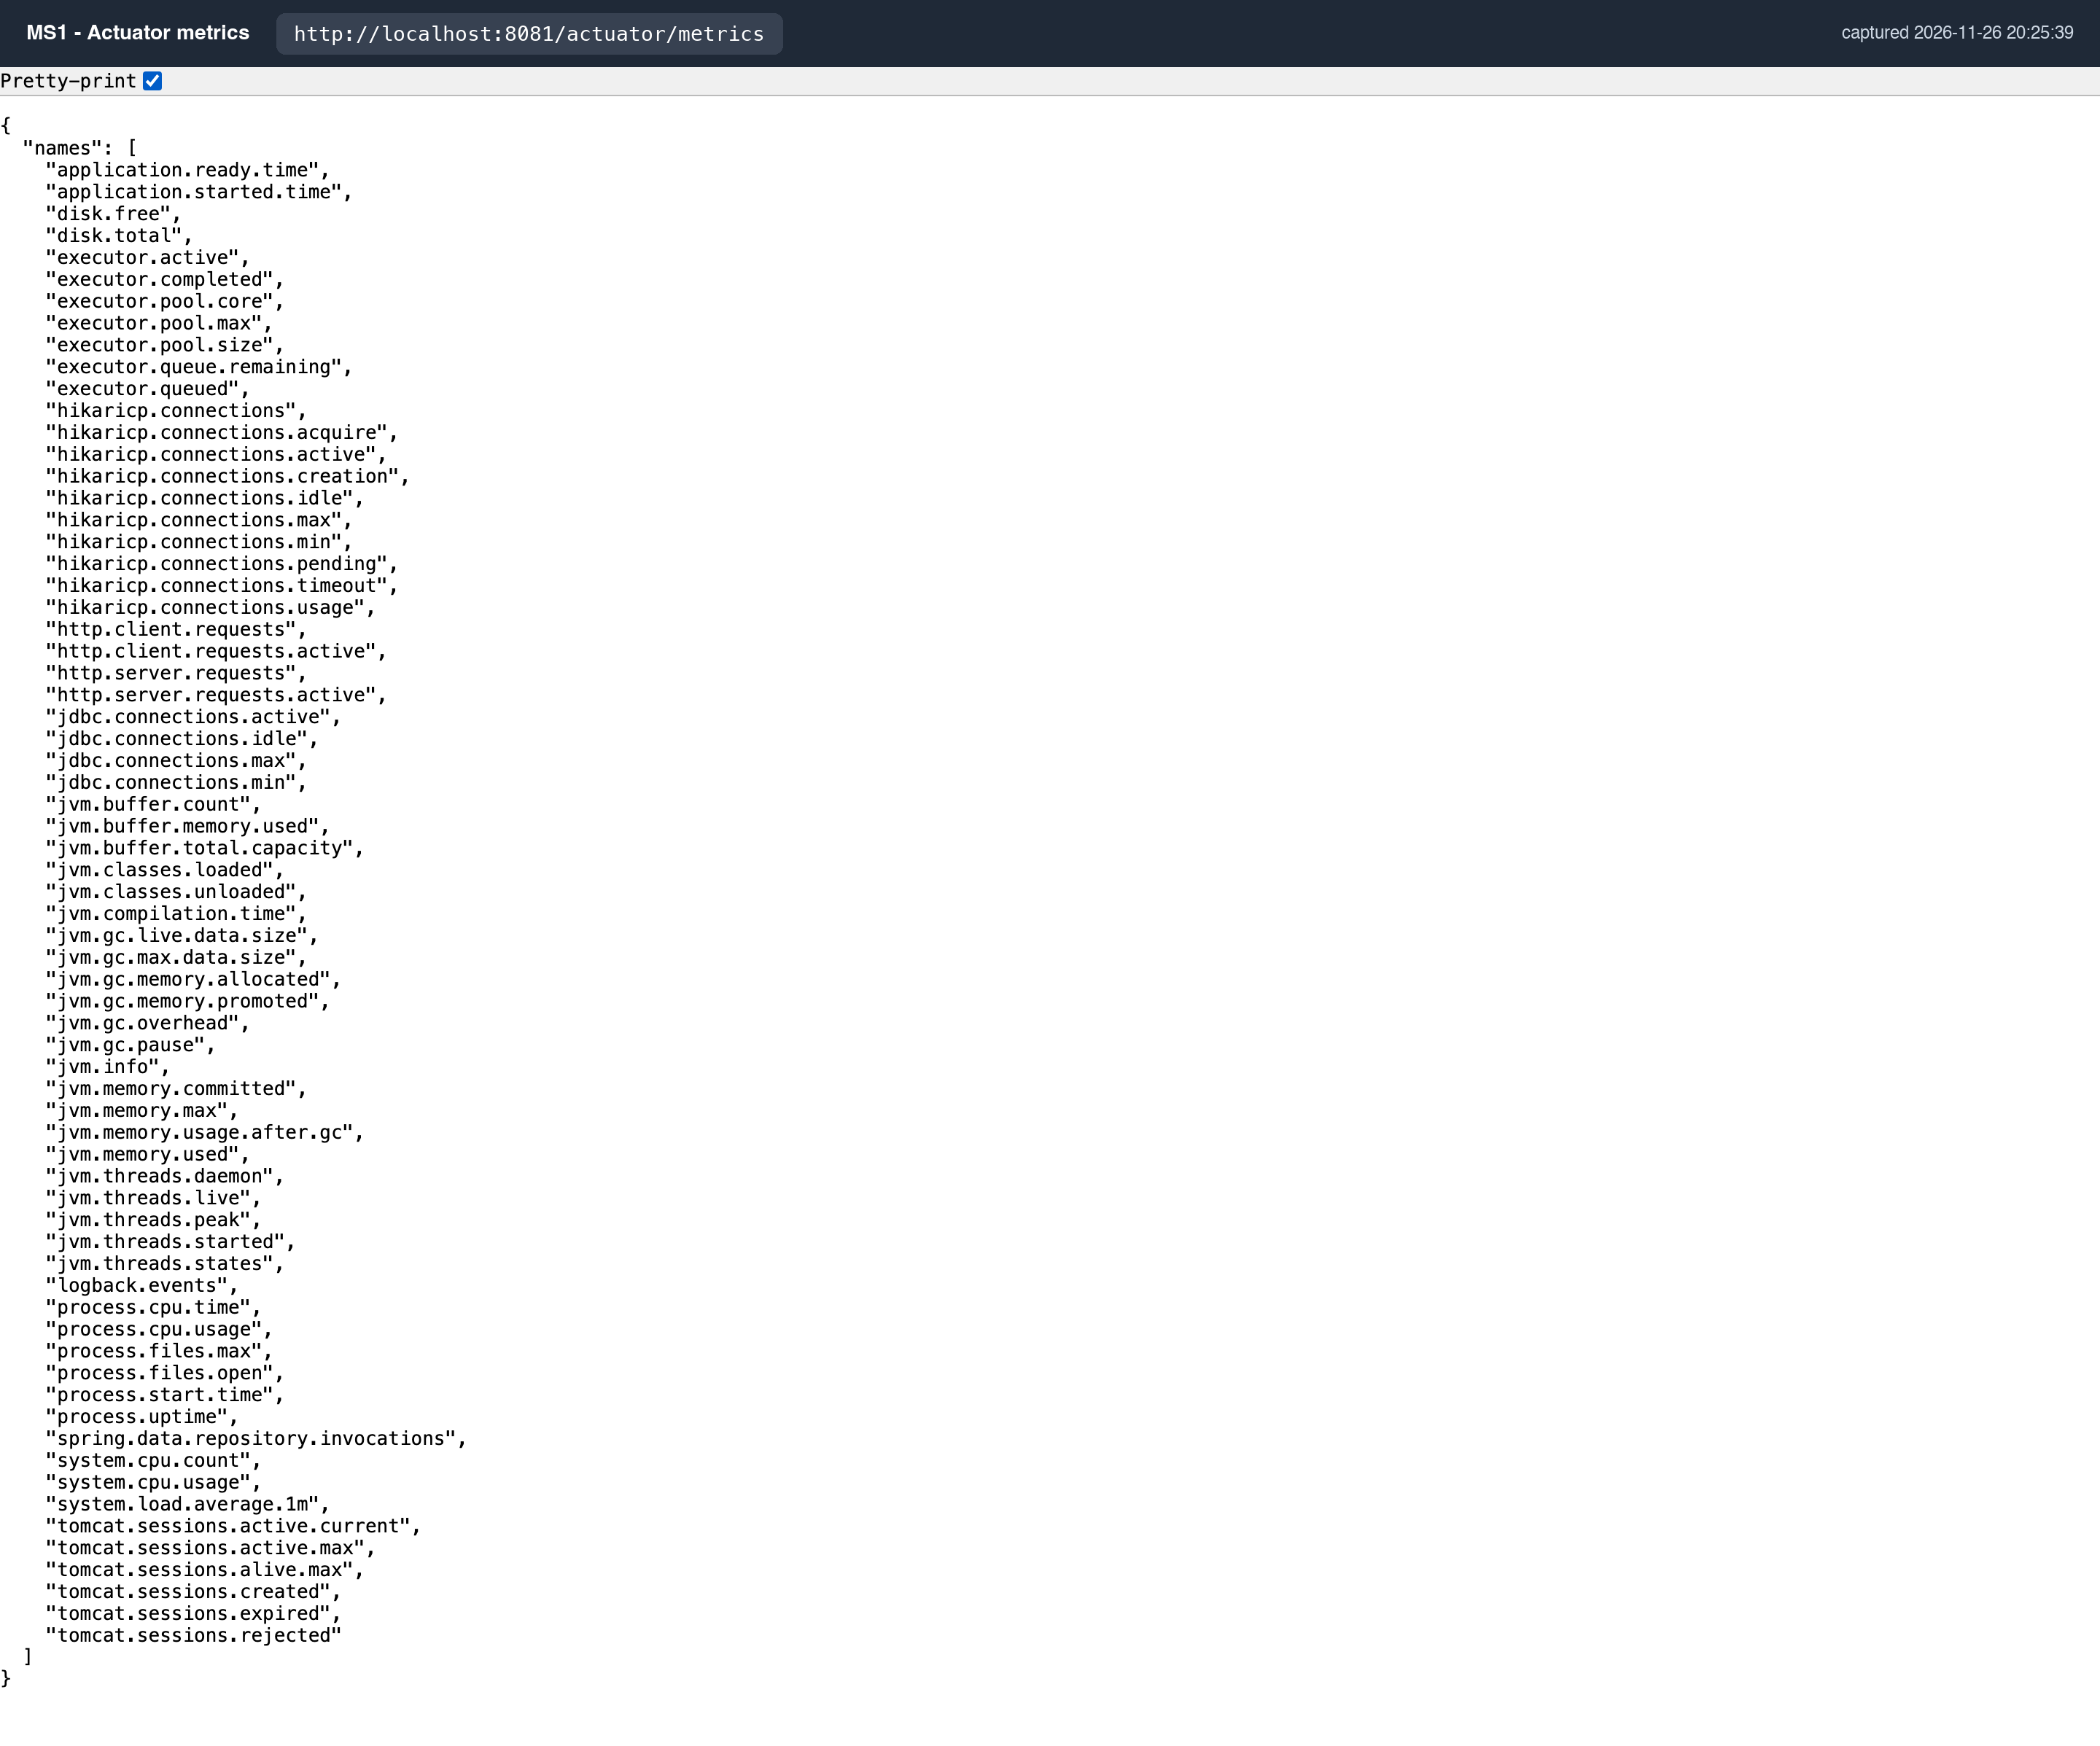 MS1 - Actuator metrics http://localhost:8081/actuator/metrics captured 2026-11-26 20:25:39
Pretty-print
{
  "names": [
    "application.ready.time",
    "application.started.time",
    "disk.free",
    "disk.total",
    "executor.active",
    "executor.completed",
    "executor.pool.core",
    "executor.pool.max",
    "executor.pool.size",
    "executor.queue.remaining",
    "executor.queued",
    "hikaricp.connections",
    "hikaricp.connections.acquire",
    "hikaricp.connections.active",
    "hikaricp.connections.creation",
    "hikaricp.connections.idle",
    "hikaricp.connections.max",
    "hikaricp.connections.min",
    "hikaricp.connections.pending",
    "hikaricp.connections.timeout",
    "hikaricp.connections.usage",
    "http.client.requests",
    "http.client.requests.active",
    "http.server.requests",
    "http.server.requests.active",
    "jdbc.connections.active",
    "jdbc.connections.idle",
    "jdbc.connections.max",
    "jdbc.connections.min",
    "jvm.buffer.count",
    "jvm.buffer.memory.used",
    "jvm.buffer.total.capacity",
    "jvm.classes.loaded",
    "jvm.classes.unloaded",
    "jvm.compilation.time",
    "jvm.gc.live.data.size",
    "jvm.gc.max.data.size",
    "jvm.gc.memory.allocated",
    "jvm.gc.memory.promoted",
    "jvm.gc.overhead",
    "jvm.gc.pause",
    "jvm.info",
    "jvm.memory.committed",
    "jvm.memory.max",
    "jvm.memory.usage.after.gc",
    "jvm.memory.used",
    "jvm.threads.daemon",
    "jvm.threads.live",
    "jvm.threads.peak",
    "jvm.threads.started",
    "jvm.threads.states",
    "logback.events",
    "process.cpu.time",
    "process.cpu.usage",
    "process.files.max",
    "process.files.open",
    "process.start.time",
    "process.uptime",
    "spring.data.repository.invocations",
    "system.cpu.count",
    "system.cpu.usage",
    "system.load.average.1m",
    "tomcat.sessions.active.current",
    "tomcat.sessions.active.max",
    "tomcat.sessions.alive.max",
    "tomcat.sessions.created",
    "tomcat.sessions.expired",
    "tomcat.sessions.rejected"
  ]
}